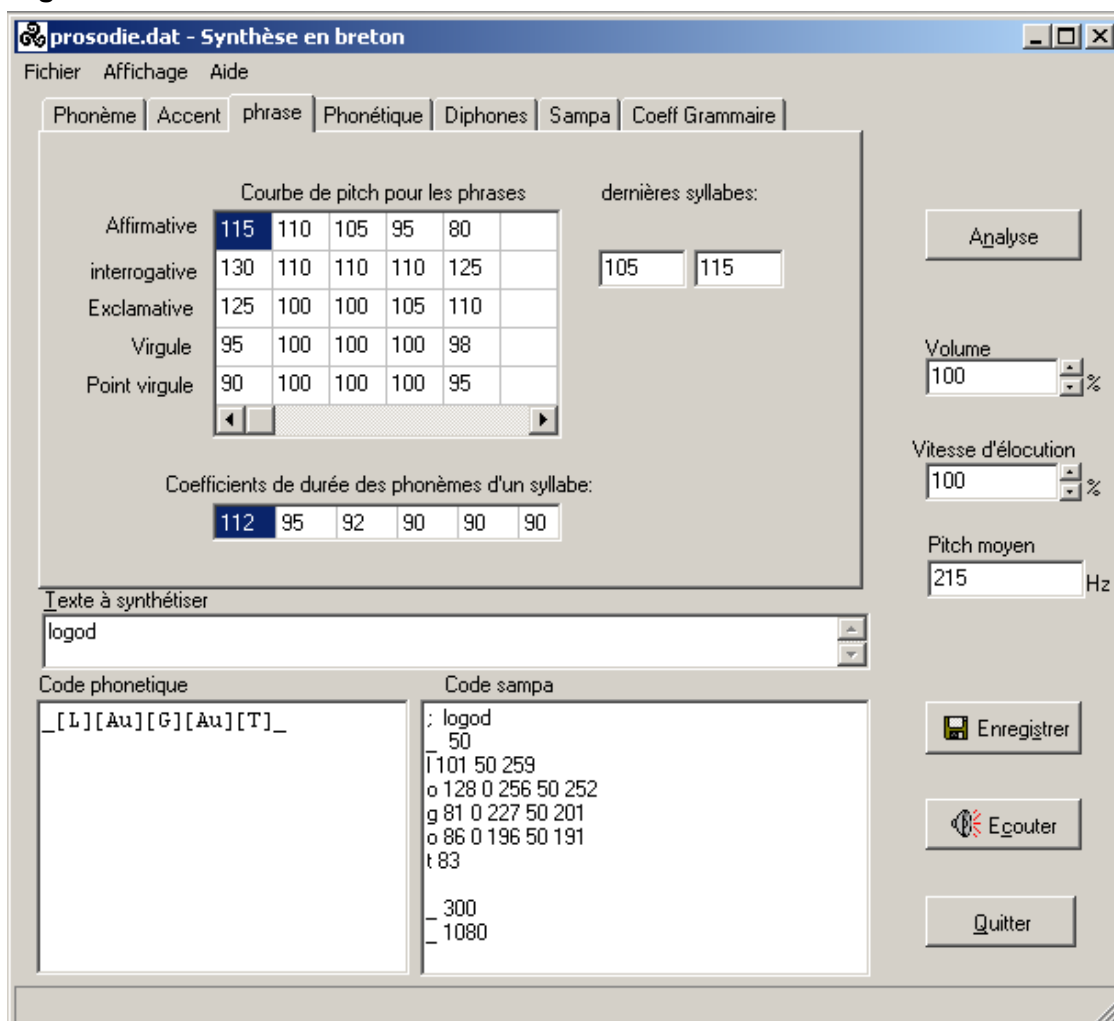 prosodie.dat - Synthèse en breton
Fichier Affichage Aide
Phonème Accent phrase Phonétique Diphones Sampa Coeff Grammaire
Courbe de pitch pour les phrases dernières syllabes:
Affirmative 115 110 105 95 80
interrogative 130 110 110 110 125 105 115
Exclamative 125 100 100 105 110
Virgule 95 100 100 100 98
Point virgule 90 100 100 100 95
Coefficients de durée des phonèmes d'un syllabe:
112 95 92 90 90 90
Analyse
Volume
100 %
Vitesse d'élocution
100 %
Pitch moyen
215 Hz
Texte à synthétiser
logod
Code phonetique
_[L][Au][G][Au][T]_
Code sampa
; logod
_ 50
l 101 50 259
o 128 0 256 50 252
g 81 0 227 50 201
o 86 0 196 50 191
t 83
_ 300
_ 1080
Enregistrer
Ecouter
Quitter